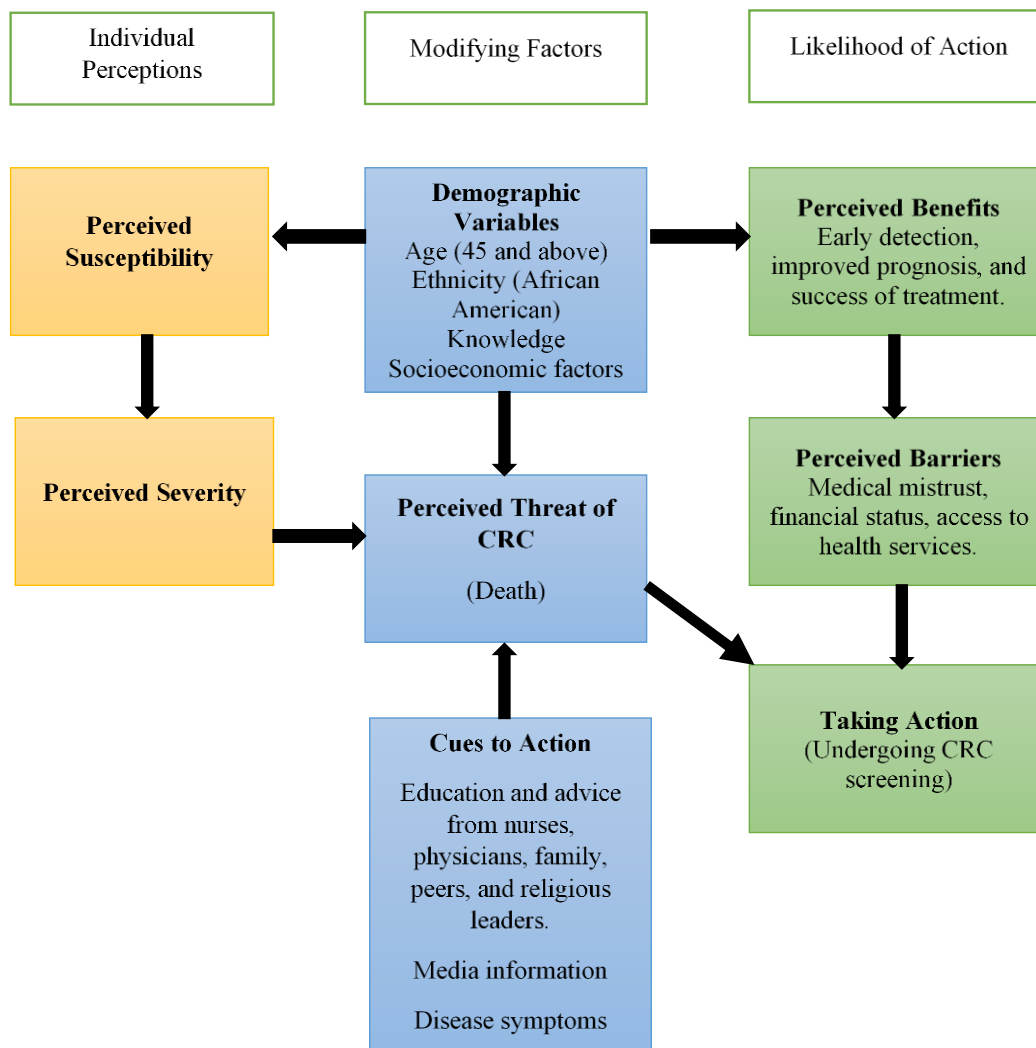 Individual
Perceptions
Modifying Factors
Likelihood of Action
Perceived
Susceptibility
Demographic
Variables
Age (45 and above)
Ethnicity (African
American)
Knowledge
Socioeconomic factors
Perceived Benefits
Early detection,
improved prognosis, and
success of treatment.
Perceived Severity
Perceived Threat of
CRC
(Death)
Perceived Barriers
Medical mistrust,
financial status, access to
health services.
Cues to Action
Education and advice
from nurses,
physicians, family,
peers, and religious
leaders.
Media information
Disease symptoms
Taking Action
(Undergoing CRC
screening)